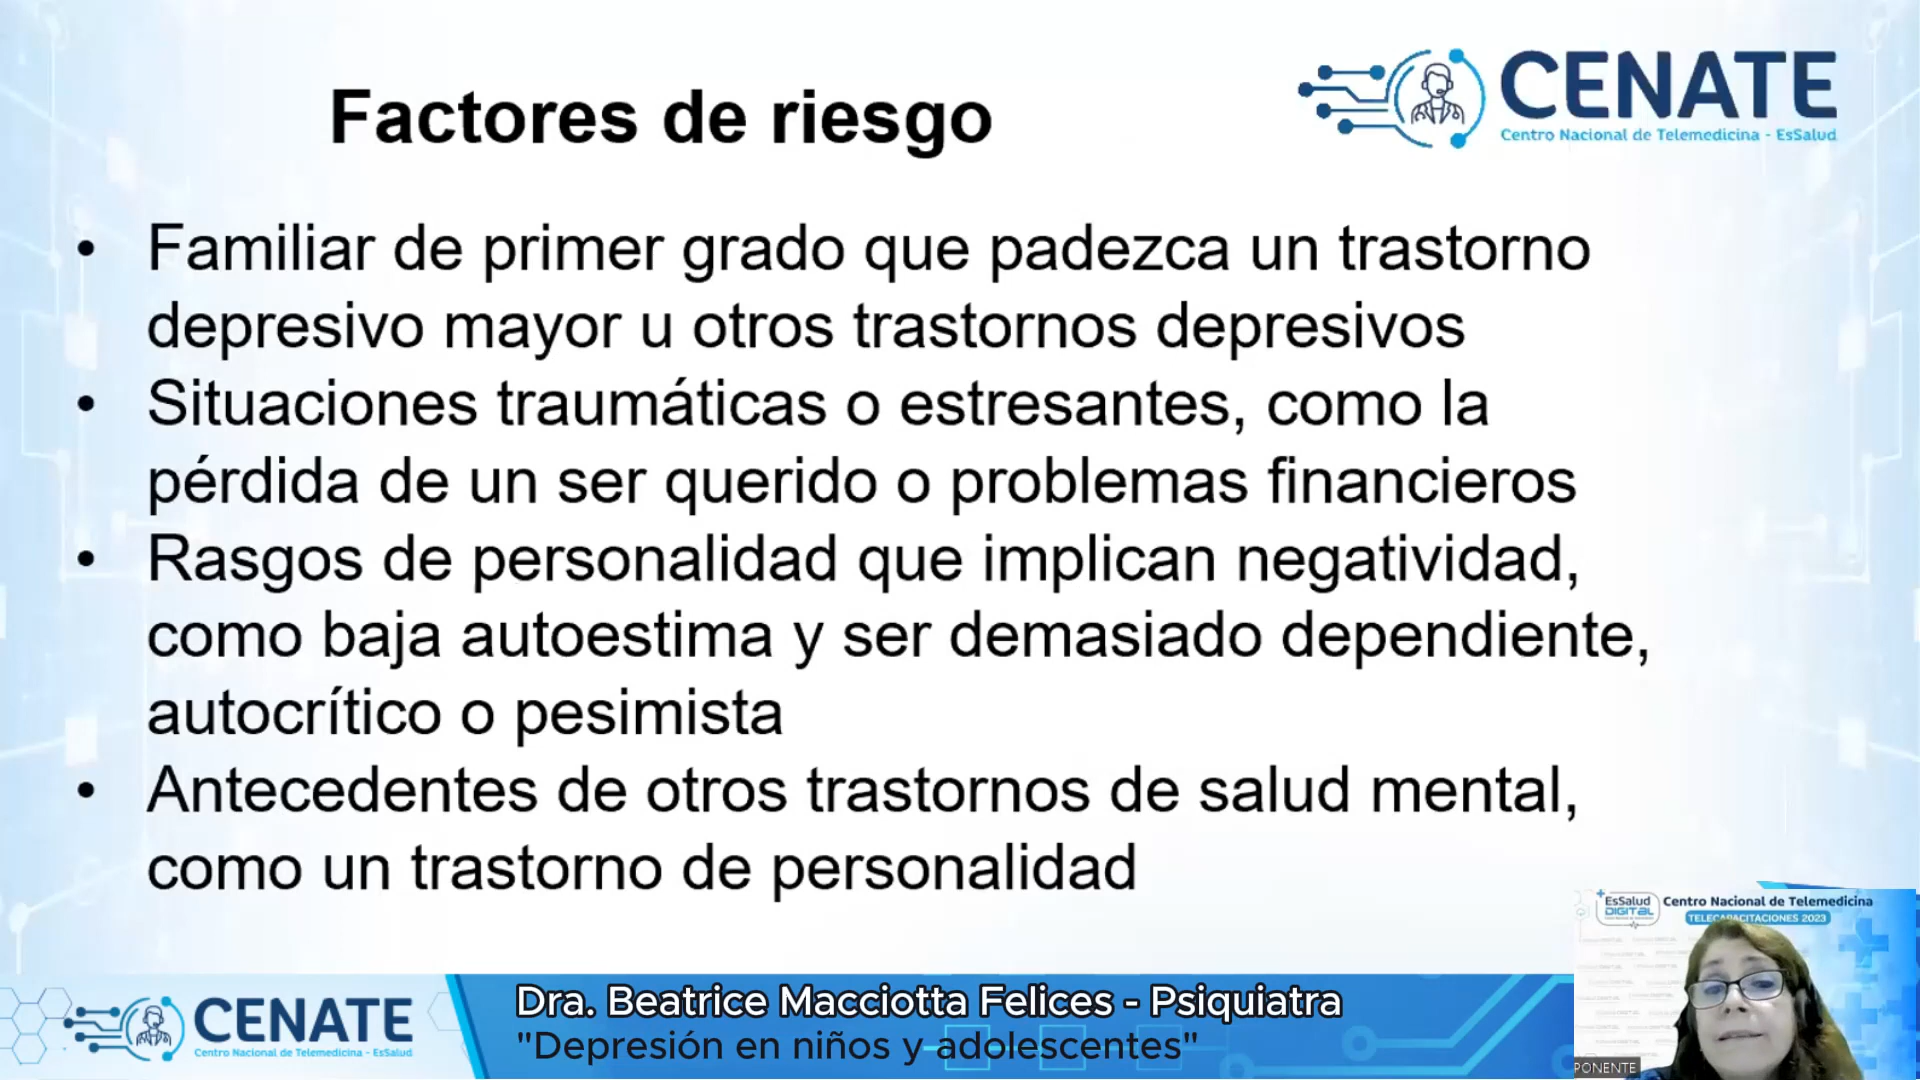 Factores de riesgo
CENATE
Centro Nacional de Telemedicina - EsSalud
• Familiar de primer grado que padezca un trastorno
depresivo mayor u otros trastornos depresivos
• Situaciones traumáticas o estresantes, como la
pérdida de un ser querido o problemas financieros
• Rasgos de personalidad que implican negatividad,
como baja autoestima y ser demasiado dependiente,
autocrítico o pesimista
• Antecedentes de otros trastornos de salud mental,
como un trastorno de personalidad
EsSalud
DIGITAL
Centro Nacional de Telemedicina
TELECAPACITACIONES 2023
PONENTE
CENATE
Centro Nacional de Telemedicina - EsSalud
Dra. Beatrice Macciotta Felices - Psiquiatra
"Depresión en niños y adolescentes"